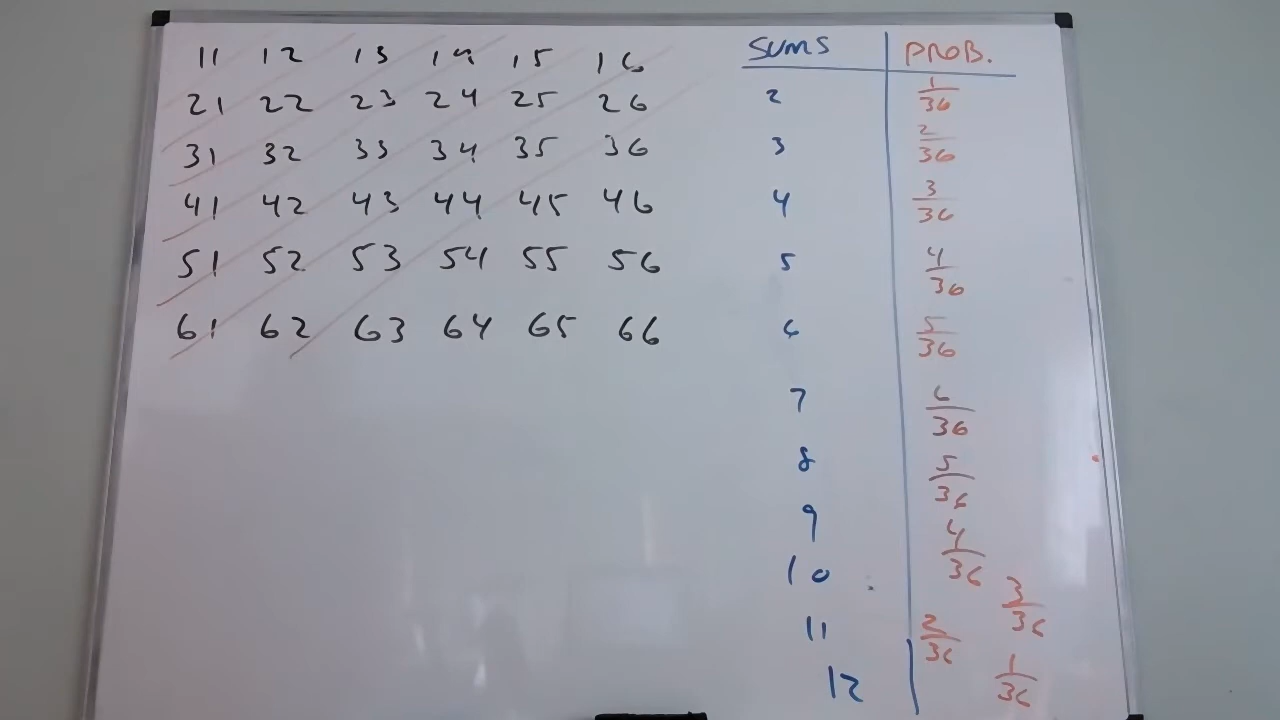 11 12 13 14 15 16 SUMS PROB.
21 22 23 24 25 26 2 1/36
31 32 33 34 35 36 3 2/36
41 42 43 44 45 46 4 3/36
51 52 53 54 55 56 5 4/36
61 62 63 64 65 66 6 5/36
7 6/36
8 5/36
9 4/36
10 3/36
11 2/36
12 1/36